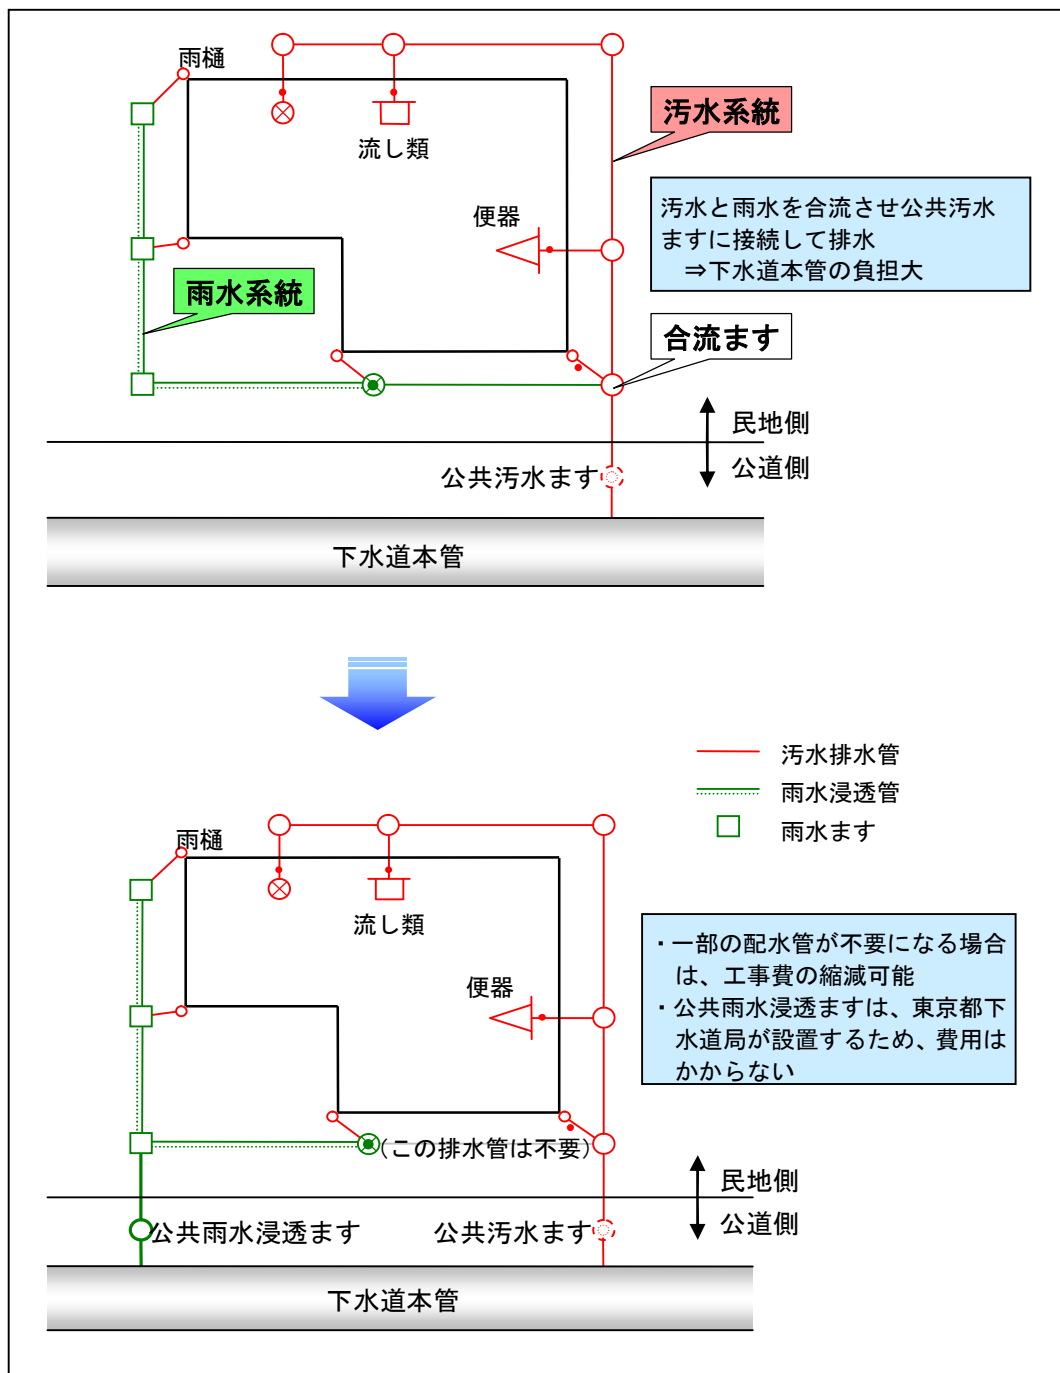 雨樋
汚水系統
流し類
汚水と雨水を合流させ公共汚水
ますに接続して排水
⇒下水道本管の負担大
便器
雨水系統
合流ます
民地側
公道側
公共汚水ます
下水道本管
汚水排水管
雨水浸透管
雨水ます
雨樋
流し類
・一部の配水管が不要になる場合
は、工事費の縮減可能
・公共雨水浸透ますは、東京都下
水道局が設置するため、費用は
かからない
便器
（この排水管は不要）
民地側
公道側
公共雨水浸透ます
公共汚水ます
下水道本管